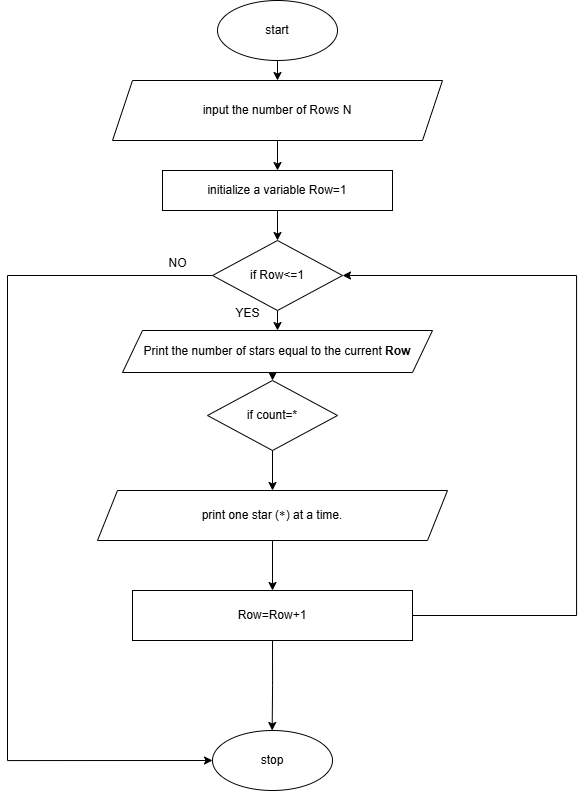 start
input the number of Rows N
initialize a variable Row=1
if Row<=1
NO
YES
Print the number of stars equal to the current Row
if count=*
print one star (*) at a time.
Row=Row+1
stop